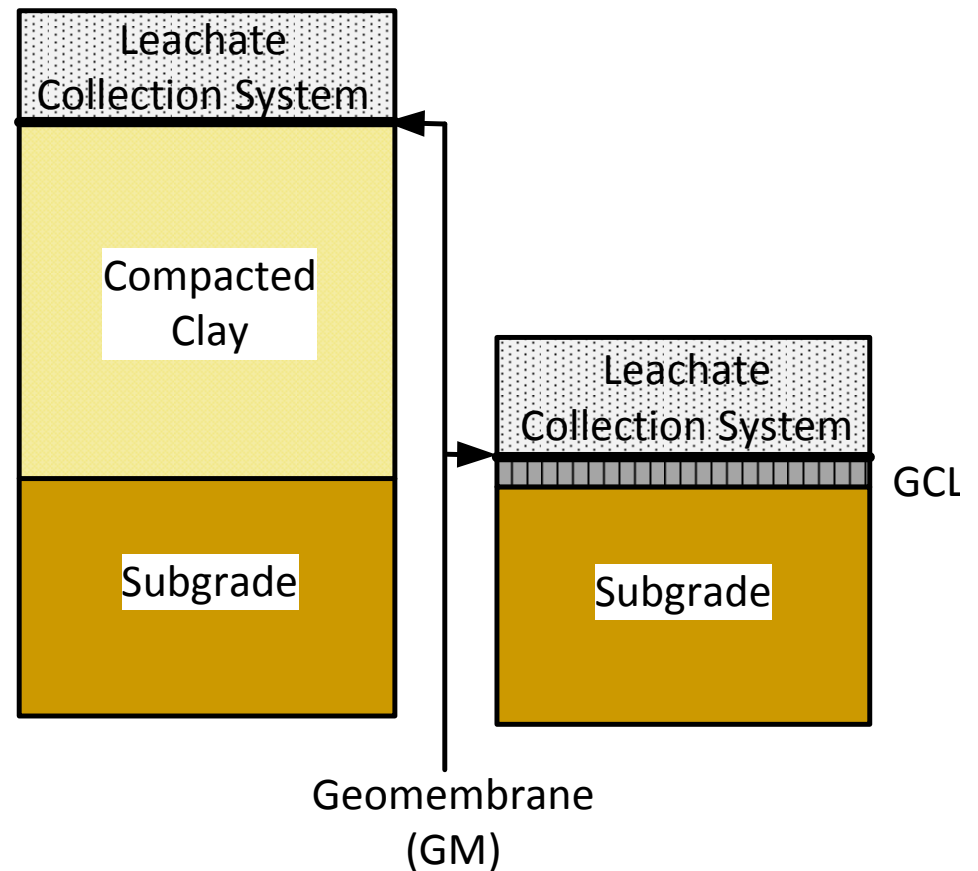 Leachate
Collection System
Compacted
Clay
Subgrade
Leachate
Collection System
GCL
Subgrade
Geomembrane
(GM)